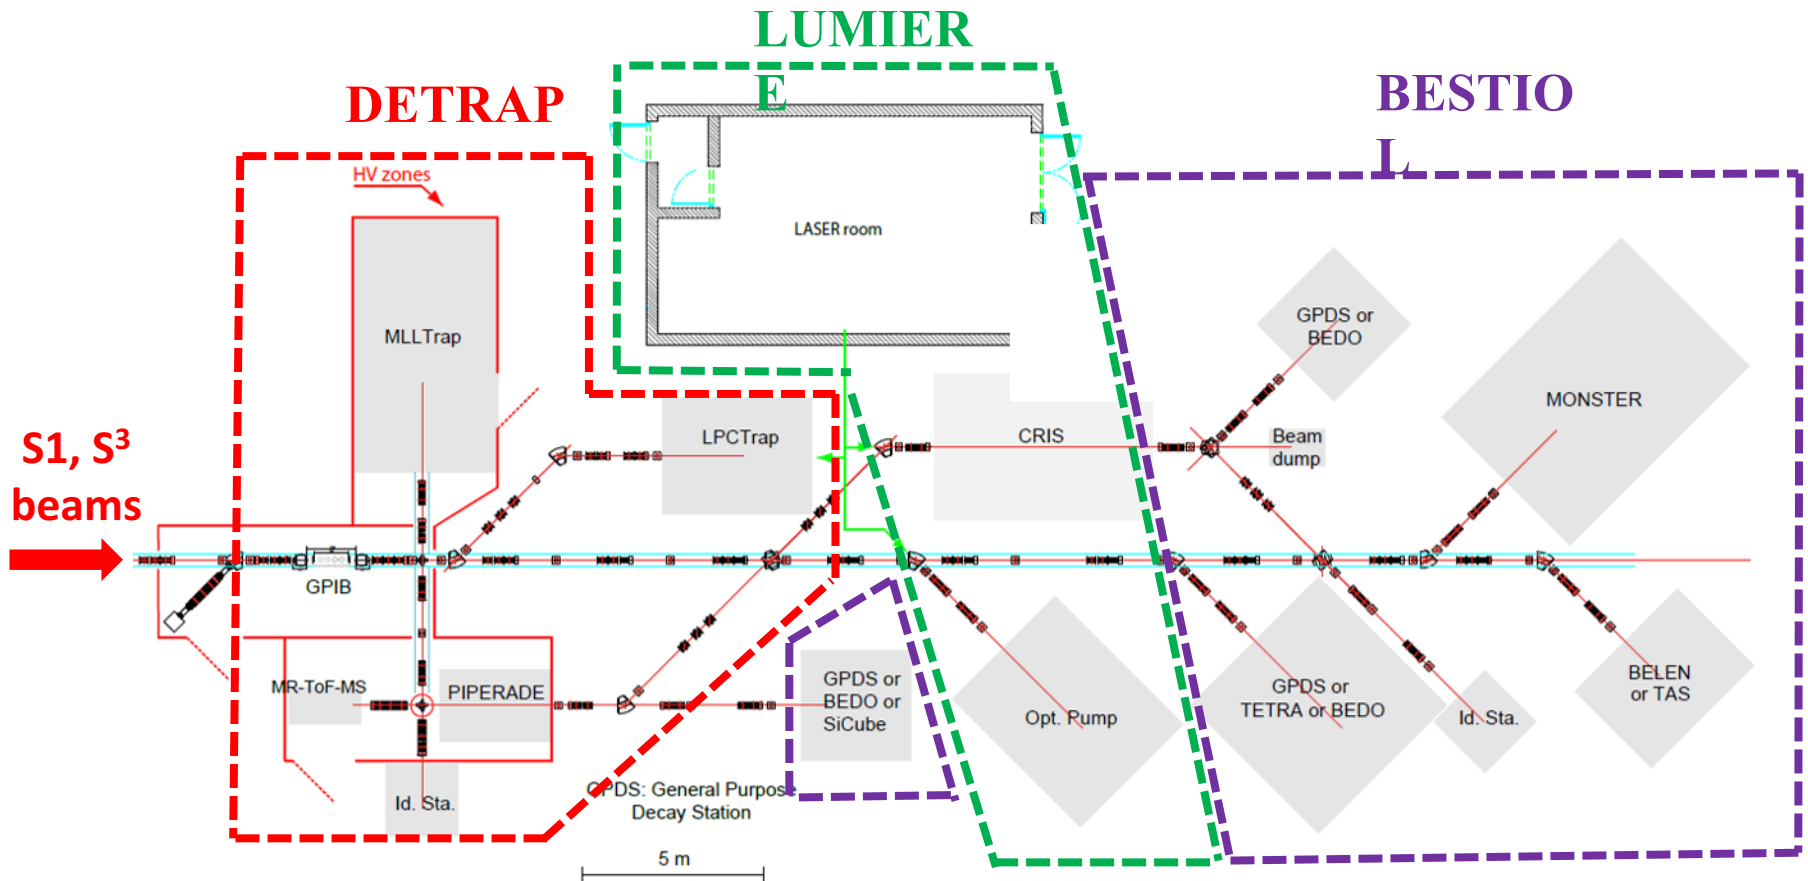 LUMIER
E
DETRAP
BESTIO
L
HV zones
LASER room
MLLTrap
GPDS or
BEDO
MONSTER
LPCTrap
CRIS
Beam
dump
S1, S³
beams
GPIB
MR-ToF-MS
PIPERADE
GPDS or
BEDO or
SiCube
Opt. Pump
GPDS or
TETRA or BEDO
Id. Sta.
BELEN
or TAS
Id. Sta.
GPDS: General Purpose
Decay Station
5 m